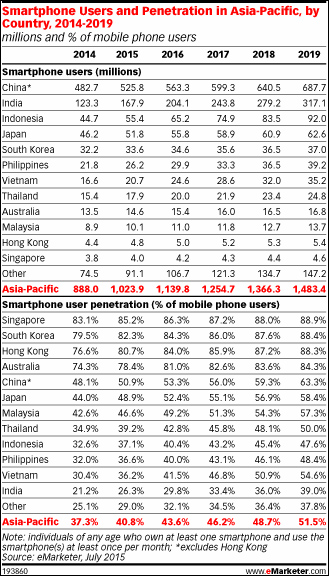 Smartphone Users and Penetration in Asia-Pacific, by
Country, 2014-2019
millions and % of mobile phone users
2014 2015 2016 2017 2018 2019
Smartphone users (millions)
China* 482.7 525.8 563.3 599.3 640.5 687.7
India 123.3 167.9 204.1 243.8 279.2 317.1
Indonesia 44.7 55.4 65.2 74.9 83.5 92.0
Japan 46.2 51.8 55.8 58.9 60.9 62.6
South Korea 32.2 33.6 34.6 35.6 36.5 37.0
Philippines 21.8 26.2 29.9 33.3 36.5 39.2
Vietnam 16.6 20.7 24.6 28.6 32.0 35.2
Thailand 15.4 17.9 20.0 21.9 23.4 24.8
Australia 13.5 14.6 15.4 16.0 16.5 16.8
Malaysia 8.9 10.1 11.0 11.8 12.7 13.7
Hong Kong 4.4 4.8 5.0 5.2 5.3 5.4
Singapore 3.8 4.0 4.2 4.3 4.4 4.6
Other 74.5 91.1 106.7 121.3 134.7 147.2
Asia-Pacific 888.0 1,023.9 1,139.8 1,254.7 1,366.3 1,483.4
Smartphone user penetration (% of mobile phone users)
Singapore 83.1% 85.2% 86.3% 87.2% 88.0% 88.9%
South Korea 79.5% 82.3% 84.3% 86.0% 87.6% 88.4%
Hong Kong 76.6% 80.7% 84.0% 85.9% 87.2% 88.3%
Australia 74.3% 78.4% 81.0% 82.6% 83.6% 84.3%
China* 48.1% 50.9% 53.3% 56.0% 59.3% 63.3%
Japan 44.0% 48.9% 52.4% 55.1% 56.9% 58.4%
Malaysia 42.6% 46.6% 49.2% 51.3% 54.3% 57.3%
Thailand 34.9% 39.2% 42.8% 45.8% 48.1% 50.0%
Indonesia 32.6% 37.1% 40.4% 43.2% 45.4% 47.6%
Philippines 32.0% 36.6% 40.0% 43.1% 46.1% 48.4%
Vietnam 30.4% 36.2% 41.5% 46.8% 50.9% 54.6%
India 21.2% 26.3% 29.8% 33.4% 36.0% 39.0%
Other 25.1% 29.0% 32.1% 34.5% 36.4% 37.8%
Asia-Pacific 37.3% 40.8% 43.6% 46.2% 48.7% 51.5%
Note: individuals of any age who own at least one smartphone and use the
smartphone(s) at least once per month; *excludes Hong Kong
Source: eMarketer, July 2015
193860 www.eMarketer.com